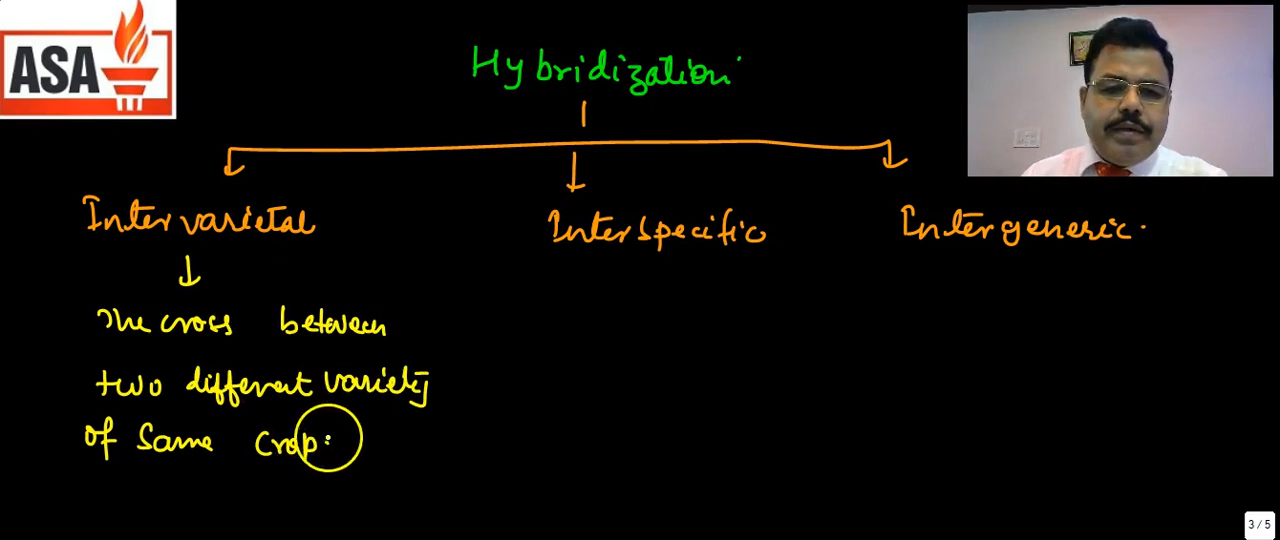 ASA
Hybridization
Intervarietal Interspecific Intergeneric.
The cross between
two different variety
of same crop.
3 / 5